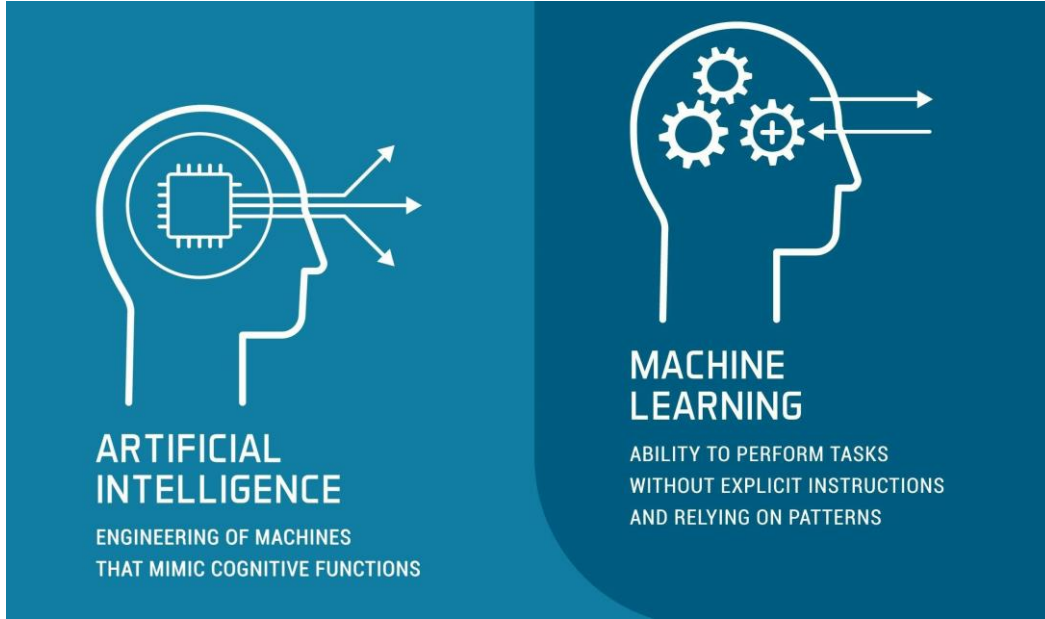 ARTIFICIAL
INTELLIGENCE
ENGINEERING OF MACHINES
THAT MIMIC COGNITIVE FUNCTIONS
MACHINE
LEARNING
ABILITY TO PERFORM TASKS
WITHOUT EXPLICIT INSTRUCTIONS
AND RELYING ON PATTERNS